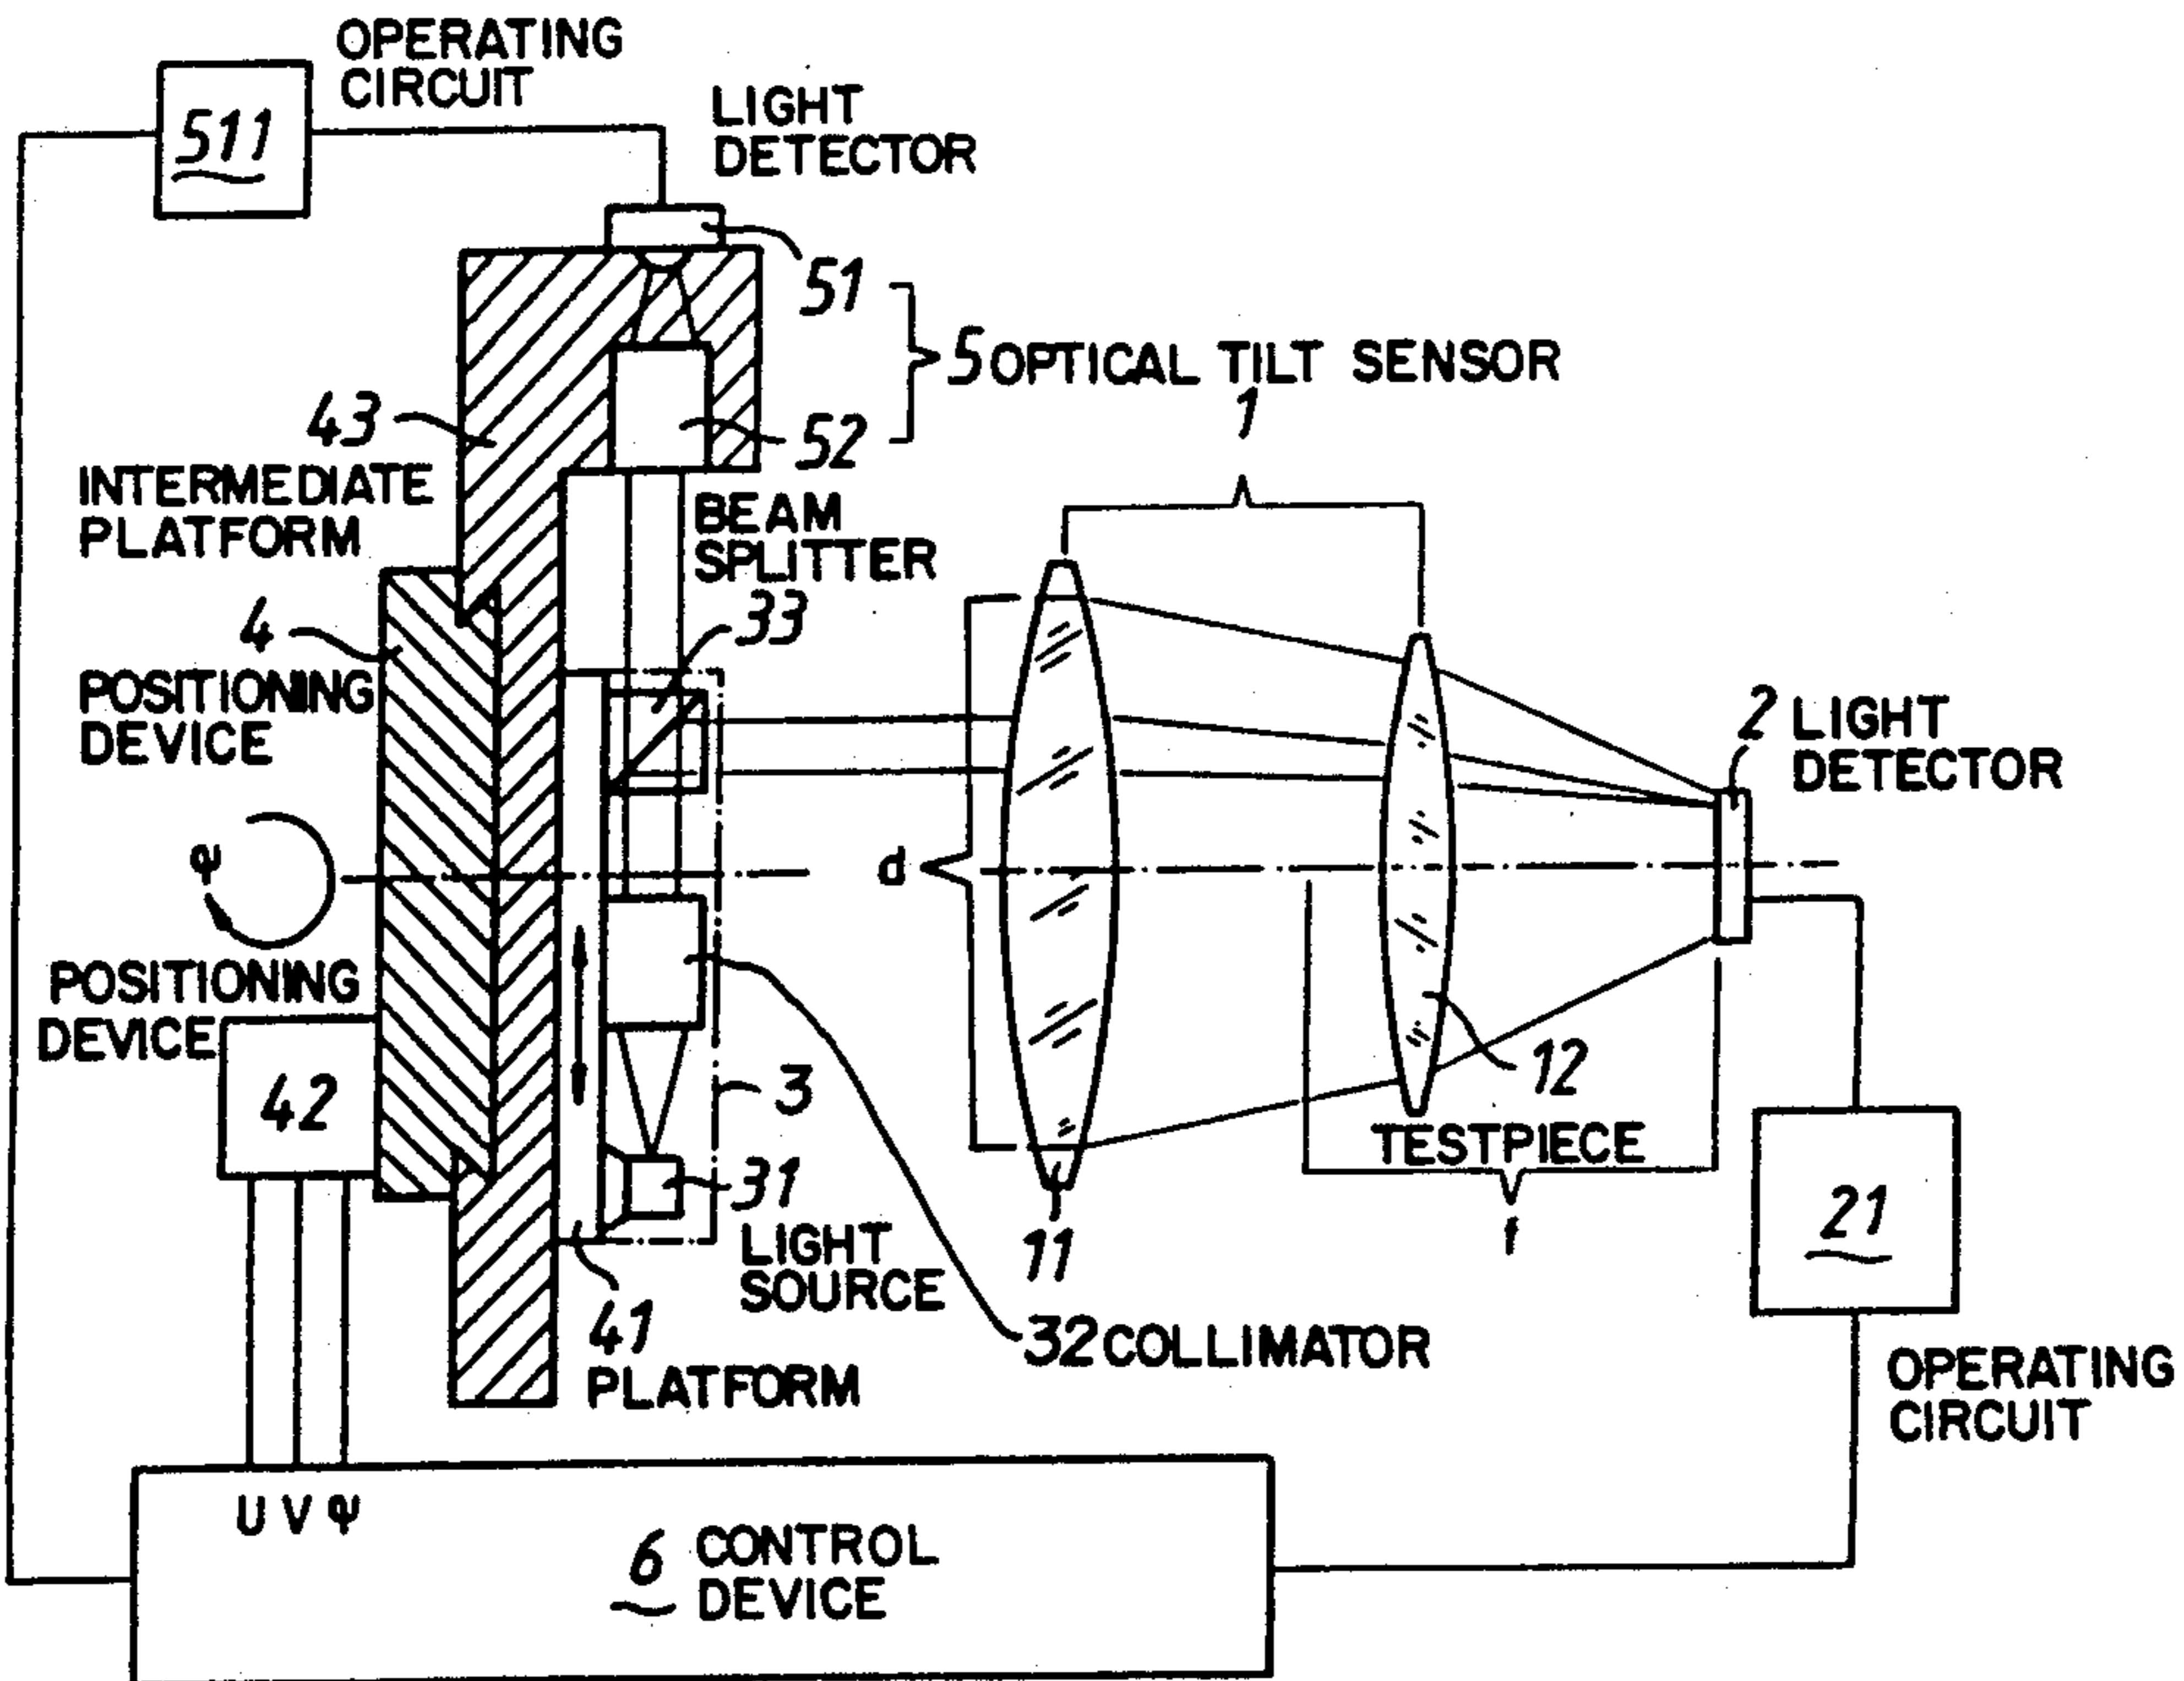 OPERATING
CIRCUIT
511
LIGHT
DETECTOR
51
5 OPTICAL TILT SENSOR
43
52
1
INTERMEDIATE
PLATFORM
BEAM
SPLITTER
4
33
POSITIONING
DEVICE
2 LIGHT
DETECTOR
φ
d
POSITIONING
DEVICE
42
3
12
TESTPIECE
31
LIGHT
SOURCE
11
f
21
41
PLATFORM
32 COLLIMATOR
OPERATING
CIRCUIT
U V φ
6 CONTROL
DEVICE